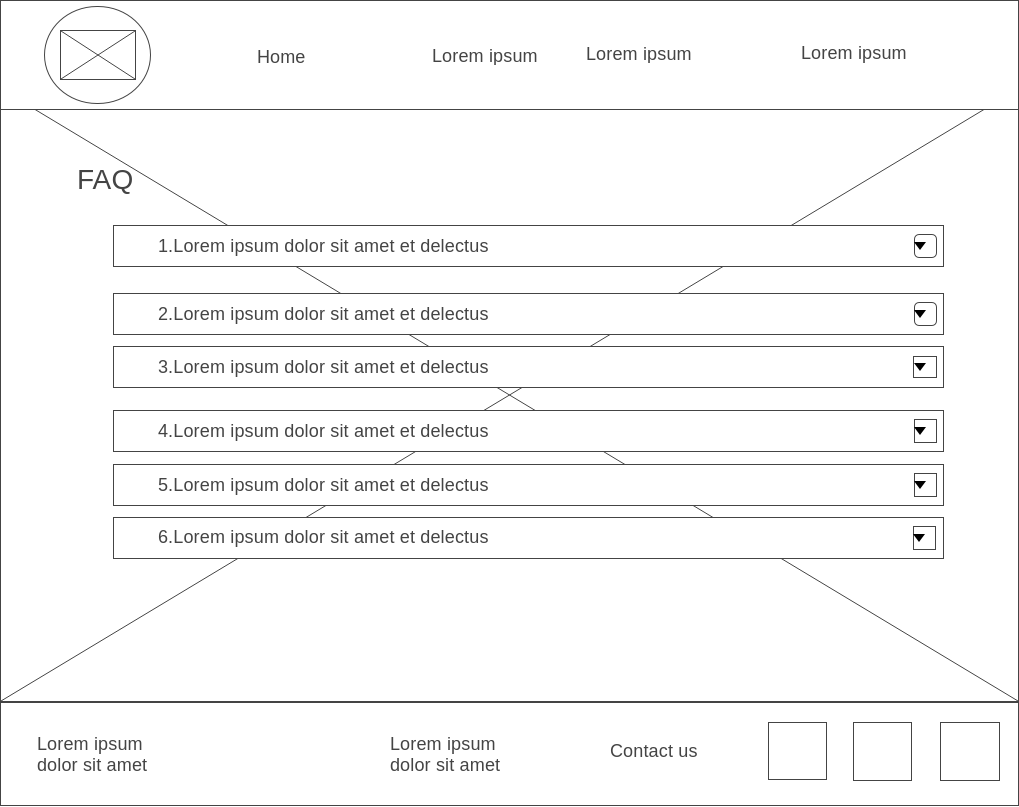 Home
Lorem ipsum
Lorem ipsum
Lorem ipsum
FAQ
1.Lorem ipsum dolor sit amet et delectus
2.Lorem ipsum dolor sit amet et delectus
3.Lorem ipsum dolor sit amet et delectus
4.Lorem ipsum dolor sit amet et delectus
5.Lorem ipsum dolor sit amet et delectus
6.Lorem ipsum dolor sit amet et delectus
Lorem ipsum
dolor sit amet
Lorem ipsum
dolor sit amet
Contact us